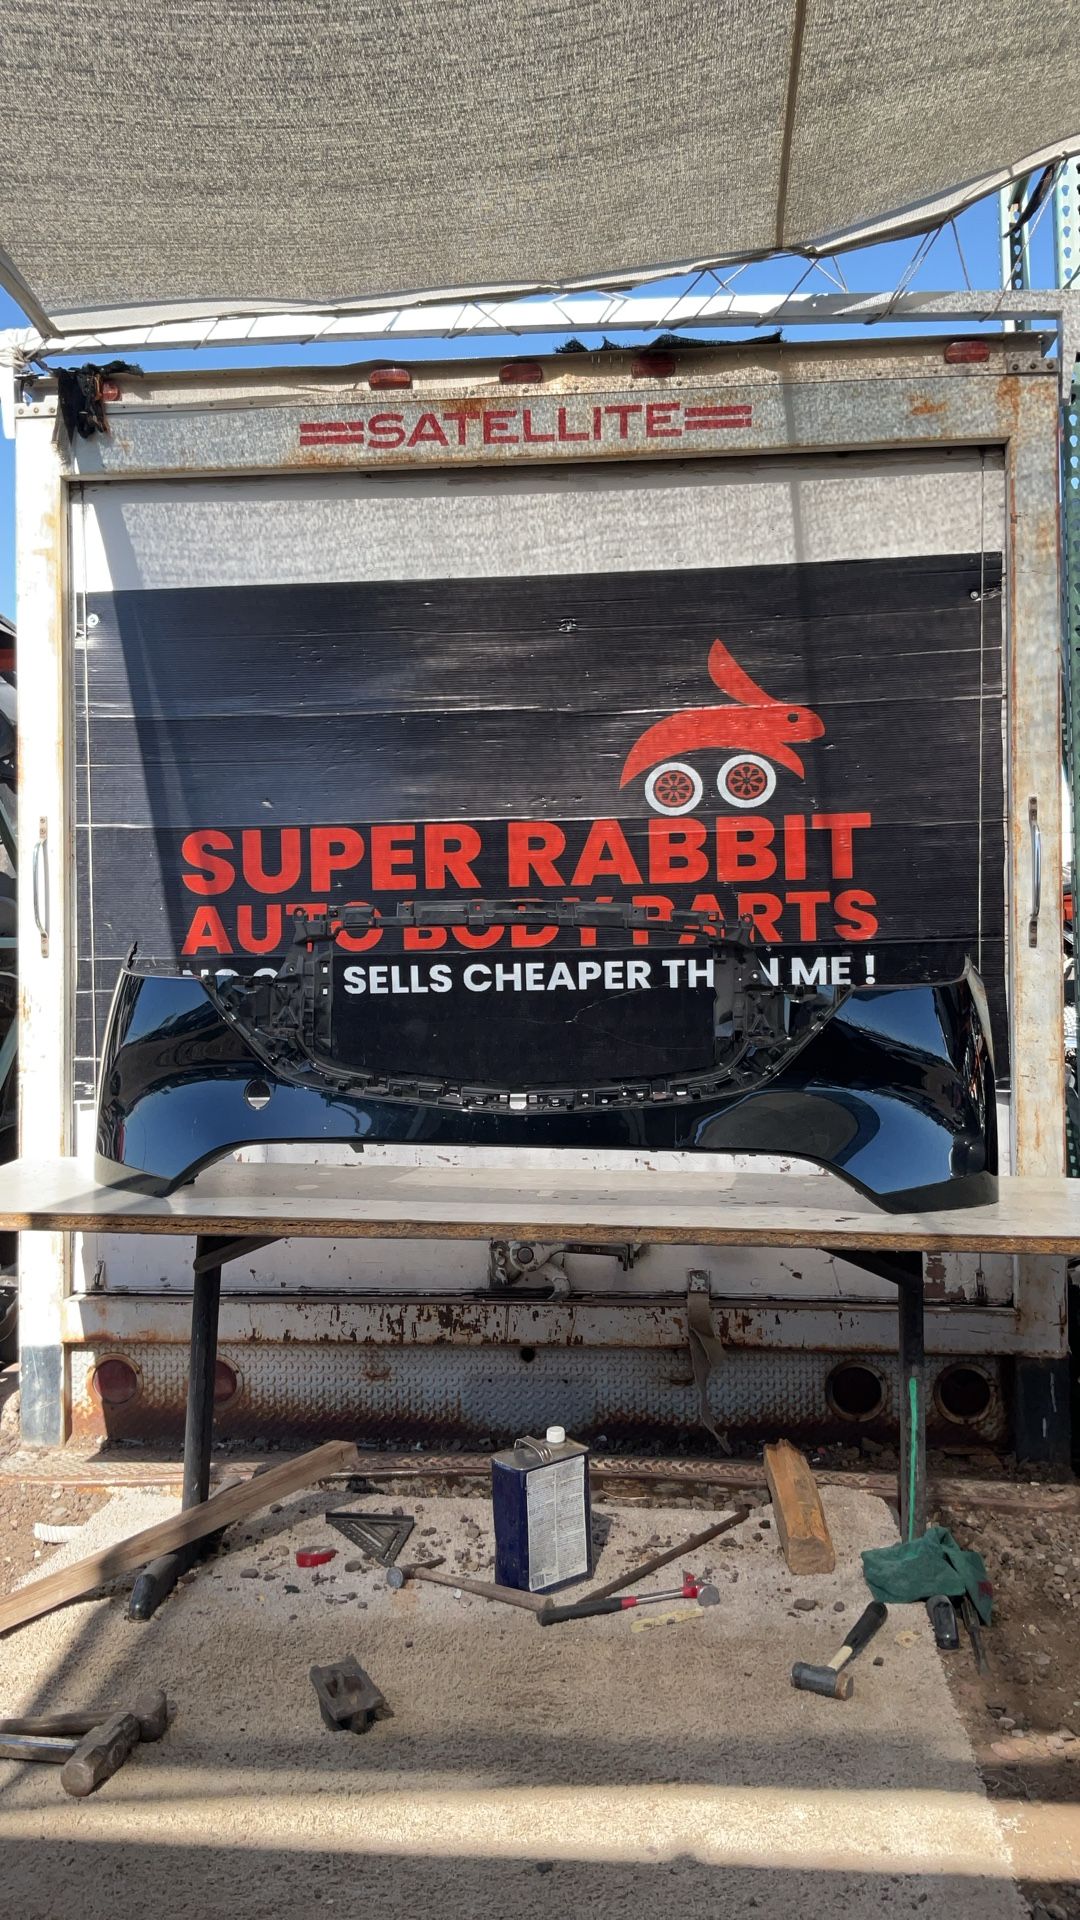 SATELLITE
SUPER RABBIT
AUTO BODY PARTS
SELLS CHEAPER THAN ME !